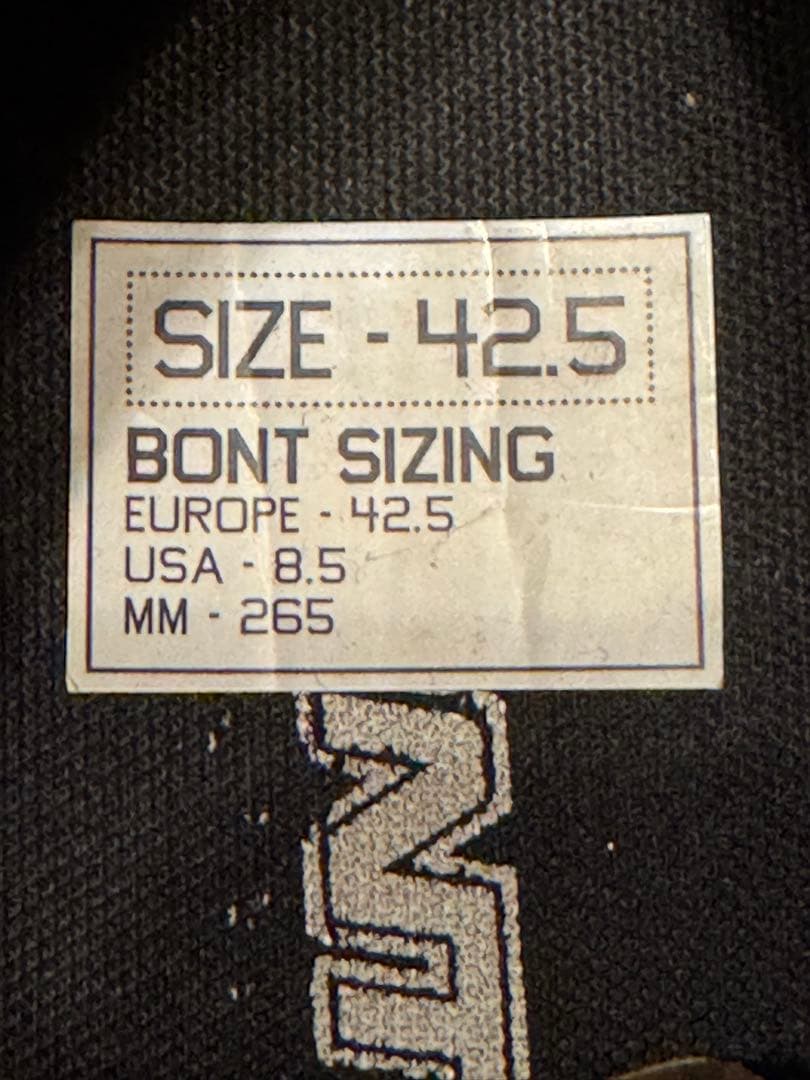 SIZE - 42.5
BONT SIZING
EUROPE - 42.5
USA - 8.5
MM - 265